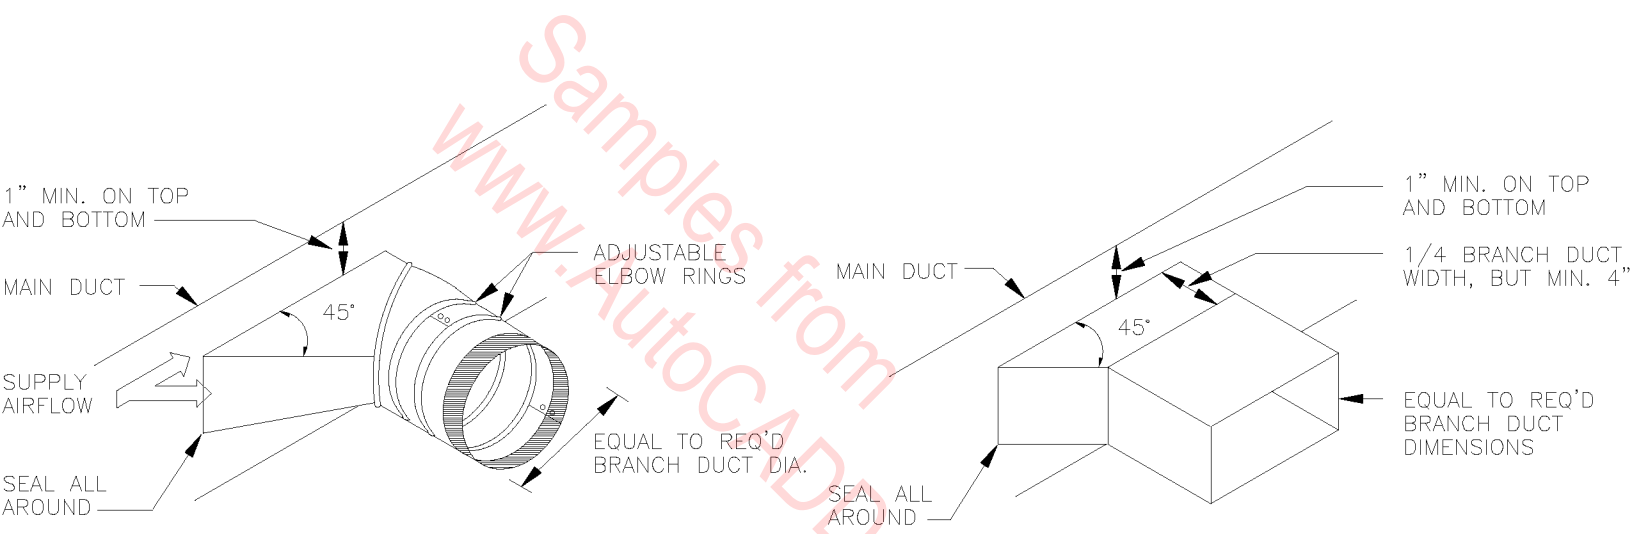 1” MIN. ON TOP
AND BOTTOM
MAIN DUCT
SUPPLY
AIRFLOW
SEAL ALL
AROUND
45°
ADJUSTABLE
ELBOW RINGS
EQUAL TO REQ'D
BRANCH DUCT DIA.
Samples from
www.AutoCADD
MAIN DUCT
45°
SEAL ALL
AROUND
1” MIN. ON TOP
AND BOTTOM
1/4 BRANCH DUCT
WIDTH, BUT MIN. 4”
EQUAL TO REQ'D
BRANCH DUCT
DIMENSIONS